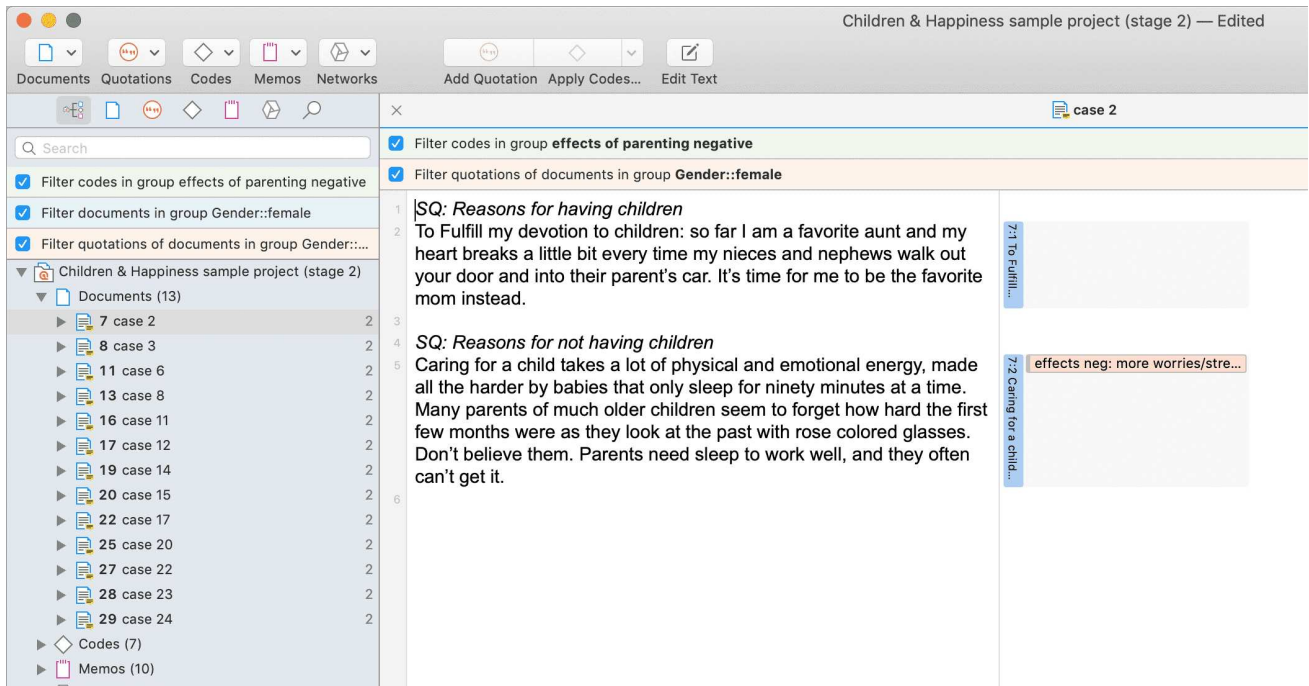 Children & Happiness sample project (stage 2) — Edited
Documents Quotations Codes Memos Networks Add Quotation Apply Codes... Edit Text
case 2
Search
Filter codes in group effects of parenting negative
Filter documents in group Gender::female
Filter quotations of documents in group Gender::...
Children & Happiness sample project (stage 2)
Documents (13)
7 case 2 2
8 case 3 2
11 case 6 2
13 case 8 2
16 case 11 2
17 case 12 2
19 case 14 2
20 case 15 2
22 case 17 2
25 case 20 2
27 case 22 2
28 case 23 2
29 case 24 2
Codes (7)
Memos (10)
Filter codes in group effects of parenting negative
Filter quotations of documents in group Gender::female
1 SQ: Reasons for having children
2 To Fulfill my devotion to children: so far I am a favorite aunt and my
heart breaks a little bit every time my nieces and nephews walk out
your door and into their parent's car. It's time for me to be the favorite
mom instead.
3
4 SQ: Reasons for not having children
5 Caring for a child takes a lot of physical and emotional energy, made
all the harder by babies that only sleep for ninety minutes at a time.
Many parents of much older children seem to forget how hard the first
few months were as they look at the past with rose colored glasses.
Don't believe them. Parents need sleep to work well, and they often
can't get it.
6
7:1 To Fulfill...
7:2 Caring for a child...
effects neg: more worries/stre...